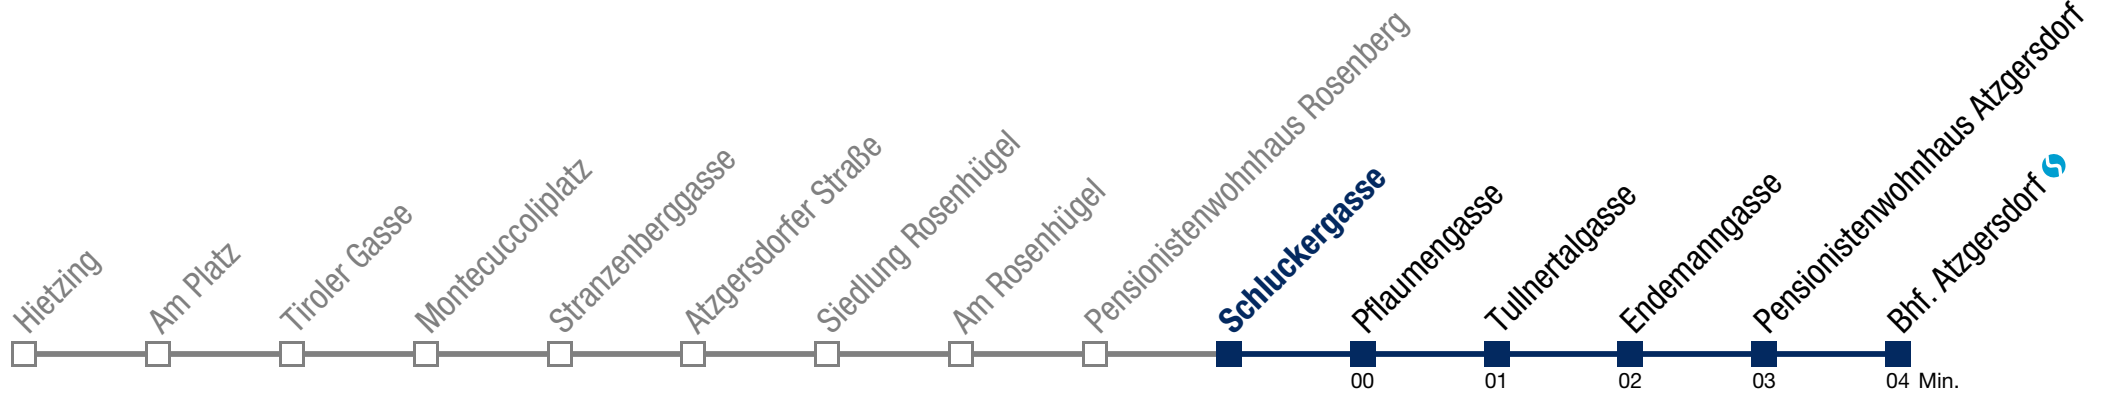 Hietzing
Am Platz
Tiroler Gasse
Montecuccoliplatz
Stranzenberggasse
Atzgersdorfer Straße
Siedlung Rosenhügel
Am Rosenhügel
Pensionistenwohnhaus Rosenberg
Schluckergasse
Pflaumengasse
Tullnertalgasse
Endemanngasse
Pensionistenwohnhaus Atzgersdorf
Bhf. Atzgersdorf
00 01 02 03 04 Min.